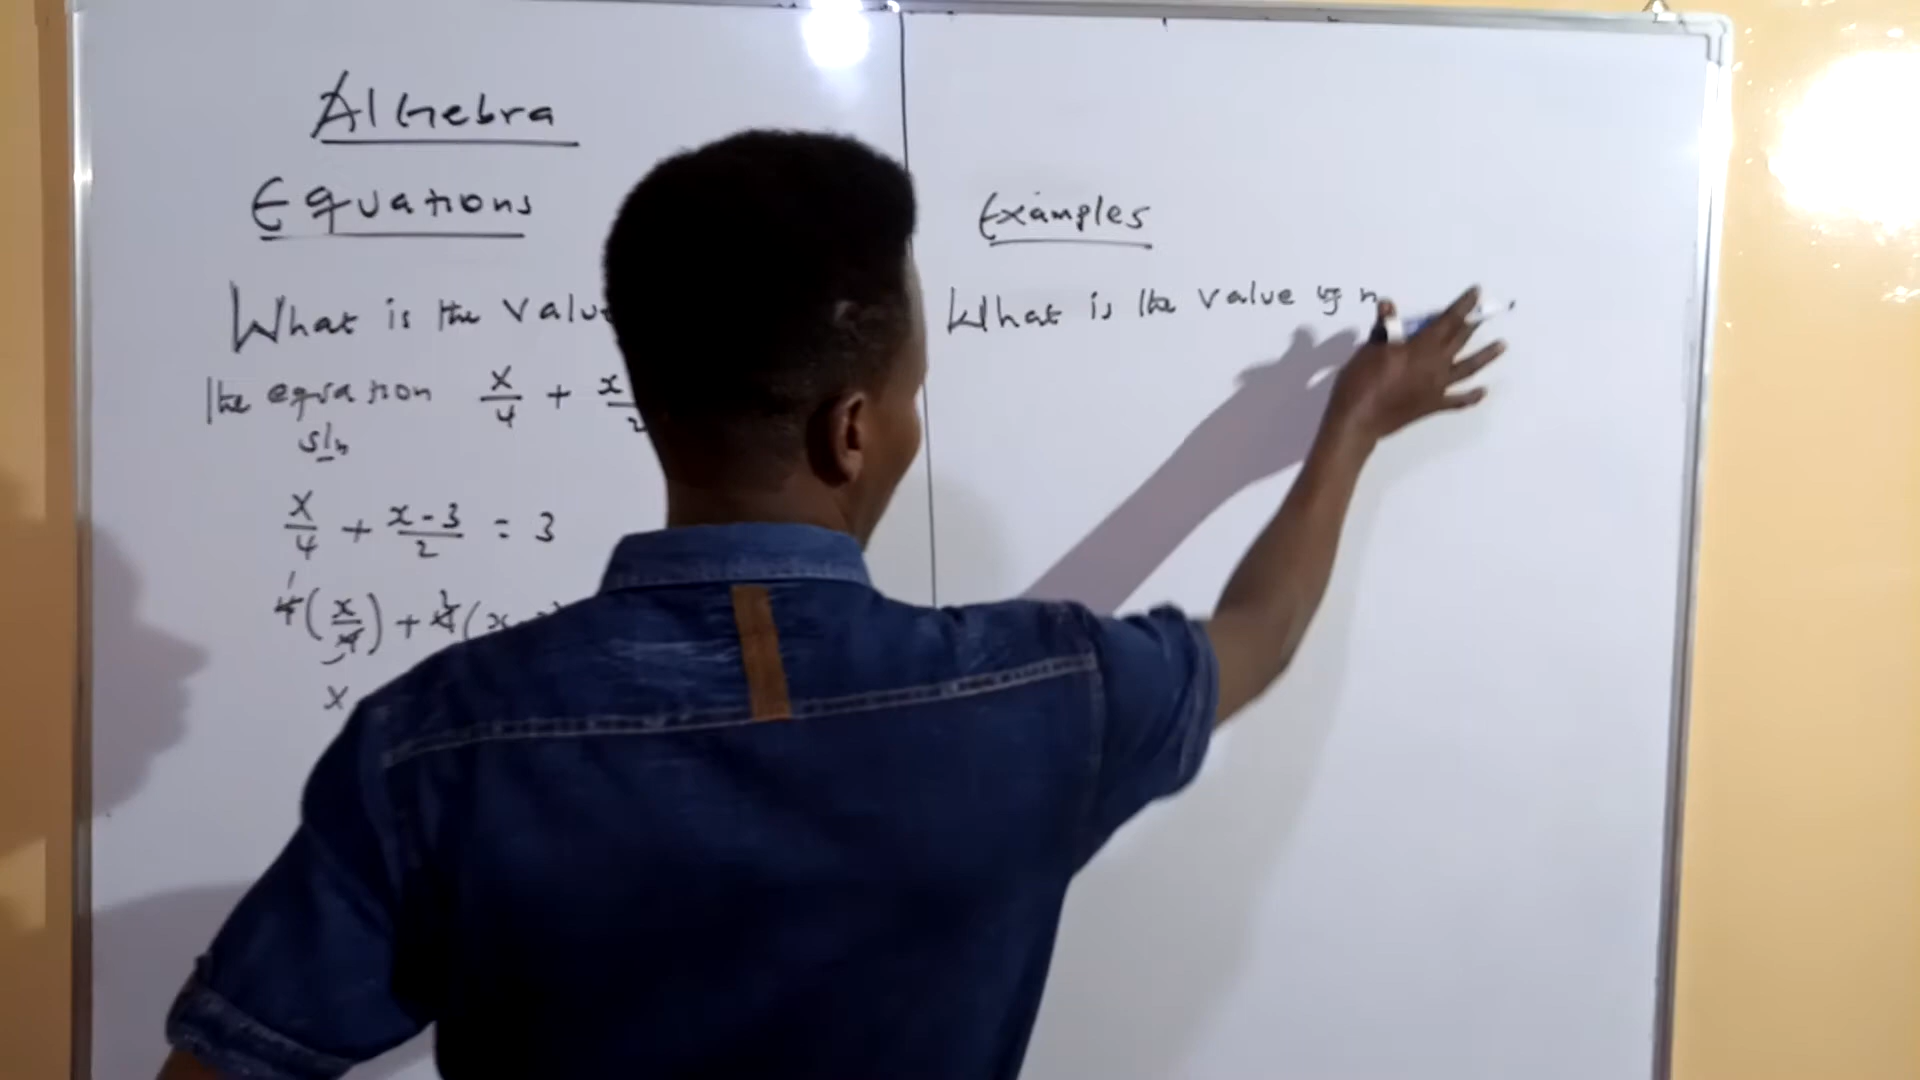 Algebra
Equations
What is the Value
the equation x/4 + x/2
sln
x/4 + x-3/2 = 3
4(x/4) + 4(x
x
Examples
What is the value of n